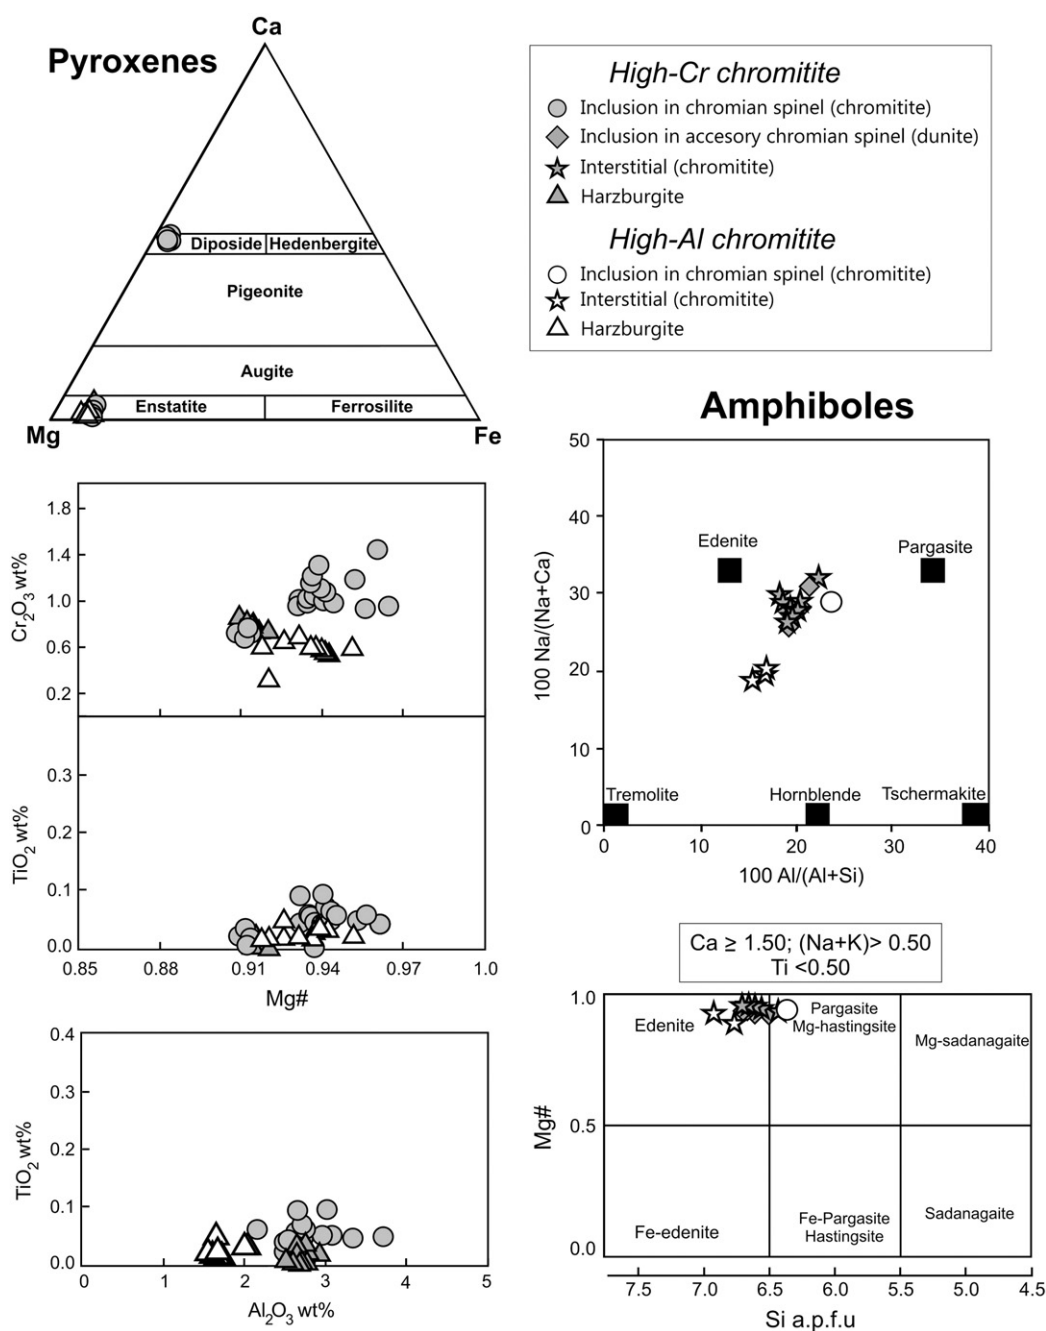 Ca
Pyroxenes
Diposide
Hedenbergite
Pigeonite
Augite
Enstatite
Ferrosilite
Mg
Fe
High-Cr chromitite
Inclusion in chromian spinel (chromitite)
Inclusion in accesory chromian spinel (dunite)
Interstitial (chromitite)
Harzburgite
High-Al chromitite
Inclusion in chromian spinel (chromitite)
Interstitial (chromitite)
Harzburgite
Cr₂O₃ wt%
1.8
1.4
1.0
0.6
0.2
TiO₂ wt%
0.3
0.2
0.1
0.0
0.85
0.88
0.91
0.94
0.97
1.0
Mg#
TiO₂ wt%
0.4
0.3
0.2
0.1
0.0
0
1
2
3
4
5
Al₂O₃ wt%
Amphiboles
100 Na/(Na+Ca)
50
40
30
20
10
0
Edenite
Pargasite
Tremolite
Hornblende
Tschermakite
0
10
20
30
40
100 Al/(Al+Si)
Ca ≥ 1.50; (Na+K)> 0.50
Ti <0.50
Mg#
1.0
0.5
0.0
Edenite
Pargasite
Mg-hastingsite
Mg-sadanagaite
Fe-edenite
Fe-Pargasite
Hastingsite
Sadanagaite
7.5
7.0
6.5
6.0
5.5
5.0
4.5
Si a.p.f.u